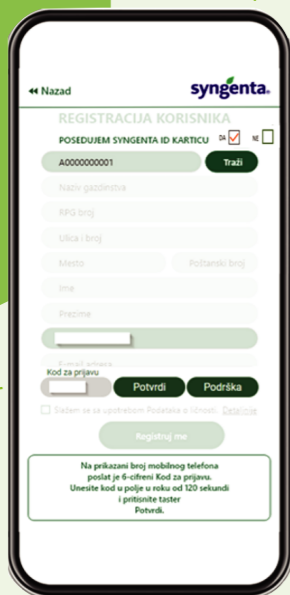 ◄◄ Nazad
syngenta.
REGISTRACIJA KORISNIKA
POSEDUJEM SYNGENTA ID KARTICU DA NE
A0000000001 Traži
Naziv gazdinstva
RPG broj
Ulica i broj
Mesto Poštanski broj
Ime
Prezime
E-mail adresa
Kod za prijavu
Potvrdi Podrška
Slažem se sa upotrebom Podataka o ličnosti. Detaljnije
Registruj me
Na prikazani broj mobilnog telefona
poslat je 6-cifreni Kod za prijavu.
Unesite kod u polje u roku od 120 sekundi
i pritisnite taster
Potvrdi.